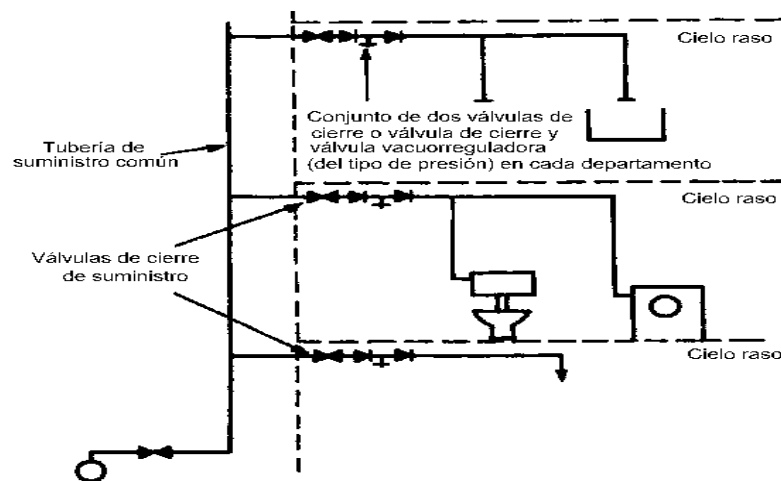 Cielo raso
Conjunto de dos válvulas de
cierre o válvula de cierre y
válvula vacuorreguladora
(del tipo de presión) en cada departamento
Tubería de
suministro común
Cielo raso
Válvulas de cierre
de suministro
Cielo raso